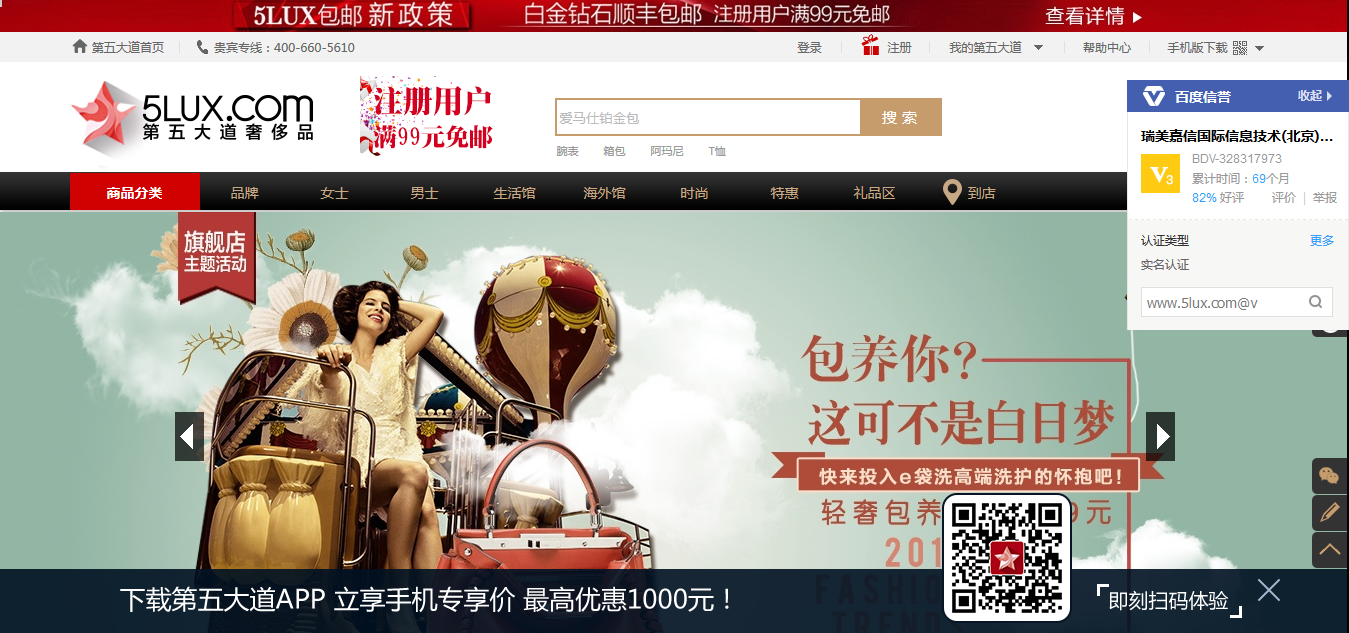 5LUX包邮 新政策 白金钻石顺丰包邮 注册用户满99元免邮 查看详情
第五大道首页 贵宾专线：400-660-5610 登录 注册 我的第五大道 帮助中心 手机版下载
5LUX.COM
第五大道奢侈品
注册用户
满99元免邮
爱马仕铂金包 搜 索
腕表 箱包 阿玛尼 T恤
商品分类 品牌 女士 男士 生活馆 海外馆 时尚 特惠 礼品区 到店
百度信誉 收起
瑞美嘉信国际信息技术(北京)...
BDV-328317973
V3 累计时间：69个月
82% 好评 评价 | 举报
认证类型 更多
实名认证
www.5lux.com@v
旗舰店
主题活动
包养你?
这可不是白日梦
快来投入e袋洗高端洗护的怀抱吧!
轻奢包养 9元
201
FASHIO
TRENDS
下载第五大道APP 立享手机专享价 最高优惠1000元！
即刻扫码体验